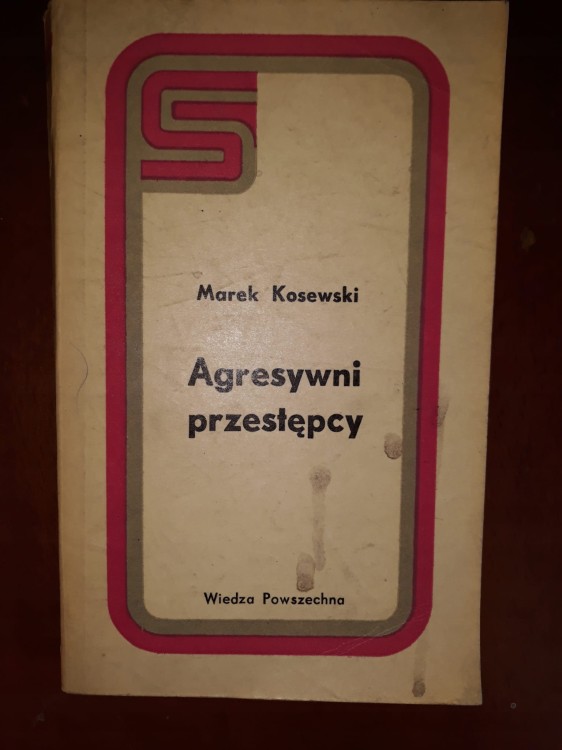 S
Marek Kosewski
Agresywni
przestępcy
Wiedza Powszechna